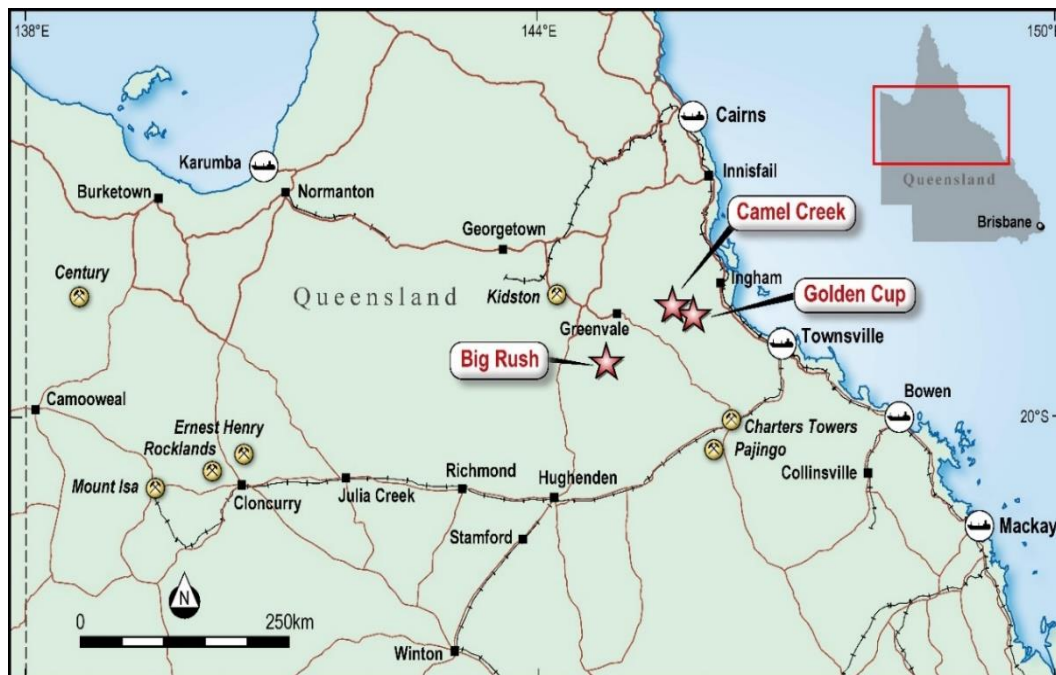 138°E
144°E
150°E
Cairns
Karumba
Innisfail
Burketown
Normanton
Queensland
Camel Creek
Brisbane
Georgetown
Century
Ingham
Queensland
Kidston
Golden Cup
Greenvale
Townsville
Big Rush
Bowen
Camooweal
20°S
Ernest Henry
Charters Towers
Rocklands
Pajingo
Richmond
Hughenden
Collinsville
Mount Isa
Cloncurry
Julia Creek
Mackay
Stamford
N
0
250km
Winton